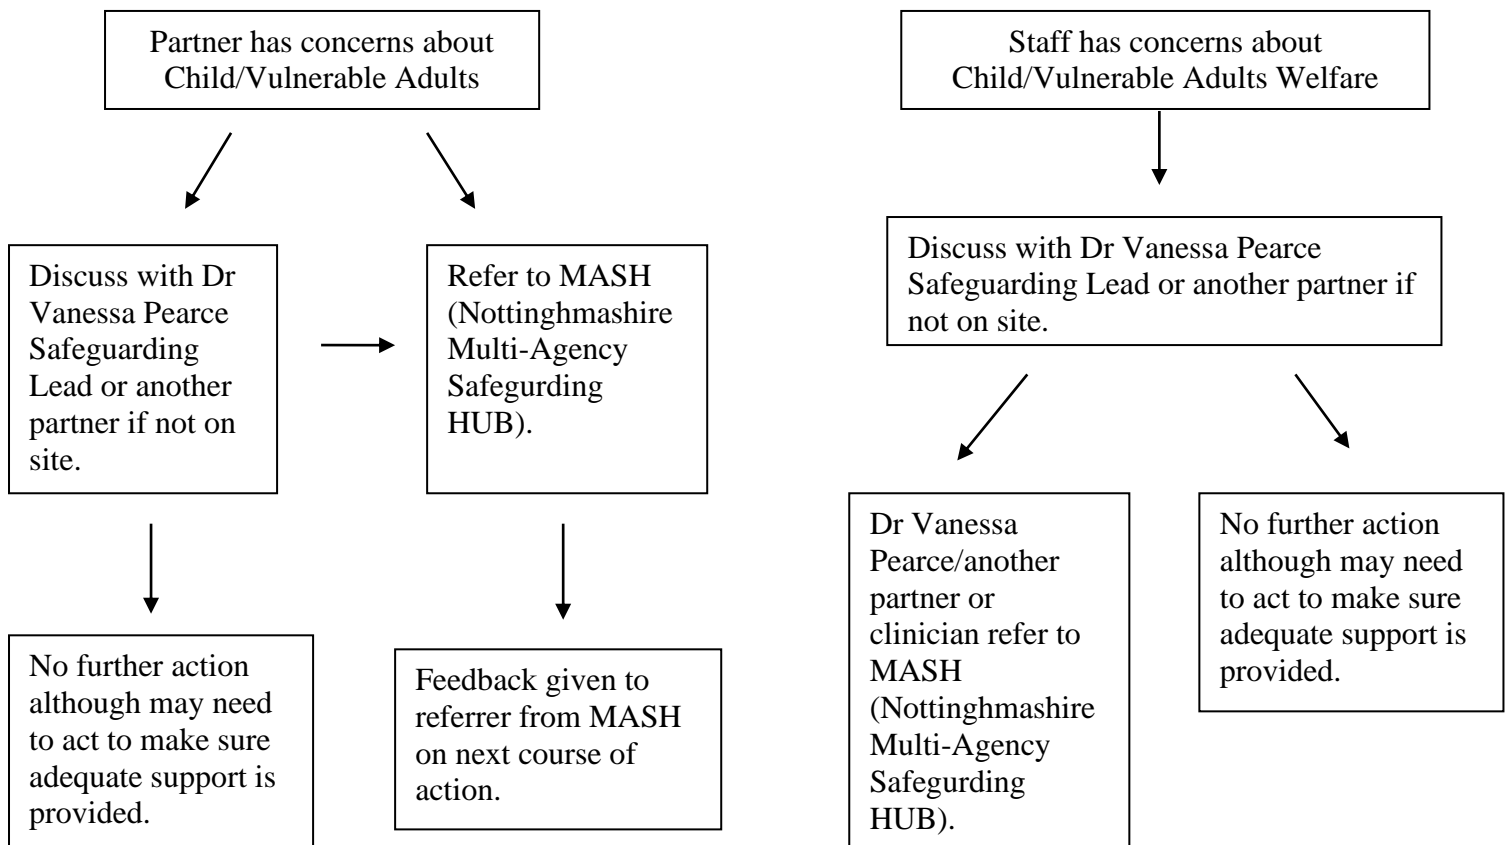 Partner has concerns about
Child/Vulnerable Adults
Discuss with Dr
Vanessa Pearce
Safeguarding
Lead or another
partner if not on
site.
Refer to MASH
(Nottinghmashire
Multi-Agency
Safegurding
HUB).
No further action
although may need
to act to make sure
adequate support is
provided.
Feedback given to
referrer from MASH
on next course of
action.
Staff has concerns about
Child/Vulnerable Adults Welfare
Discuss with Dr Vanessa Pearce
Safeguarding Lead or another partner if
not on site.
Dr Vanessa
Pearce/another
partner or
clinician refer to
MASH
(Nottinghmashire
Multi-Agency
Safegurding
HUB).
No further action
although may need
to act to make sure
adequate support is
provided.